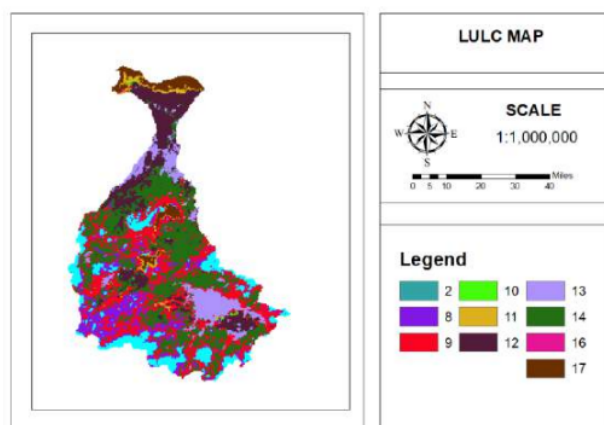 LULC MAP
N
W
E
S
SCALE
1:1,000,000
Miles
0 5 10 20 30 40
Legend
2 10 13
8 11 14
9 12 16
17